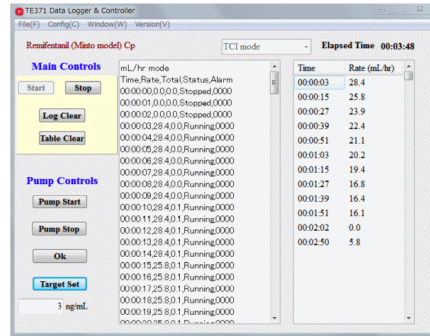 TE371 Data Logger & Controller
File(F) Config(C) Window(W) Version(V)
Remifentanil (Minto model) Cp
TCI mode
Elapsed Time 00:03:48
Main Controls
Start
Stop
Log Clear
Table Clear
Pump Controls
Pump Start
Pump Stop
Ok
Target Set
3 ng/mL
mL/hr mode
Time,Rate,Total,Status,Alarm
00:00:00,0.0,0.0,Stopped,0000
00:00:01,0.0,0.0,Stopped,0000
00:00:02,0.0,0.0,Stopped,0000
00:00:03,28.4,0.0,Running,0000
00:00:04,28.4,0.0,Running,0000
00:00:05,28.4,0.0,Running,0000
00:00:06,28.4,0.0,Running,0000
00:00:07,28.4,0.0,Running,0000
00:00:08,28.4,0.0,Running,0000
00:00:09,28.4,0.0,Running,0000
00:00:10,28.4,0.1,Running,0000
00:00:11,28.4,0.1,Running,0000
00:00:12,28.4,0.1,Running,0000
00:00:13,28.4,0.1,Running,0000
00:00:14,28.4,0.1,Running,0000
00:00:15,25.8,0.1,Running,0000
00:00:16,25.8,0.1,Running,0000
00:00:17,25.8,0.1,Running,0000
00:00:18,25.8,0.1,Running,0000
00:00:19,25.8,0.1,Running,0000
Time Rate (mL/hr)
00:00:03 28.4
00:00:15 25.8
00:00:27 23.9
00:00:39 22.4
00:00:51 21.1
00:01:03 20.2
00:01:15 19.4
00:01:27 16.8
00:01:39 16.4
00:01:51 16.1
00:02:02 0.0
00:02:50 5.8